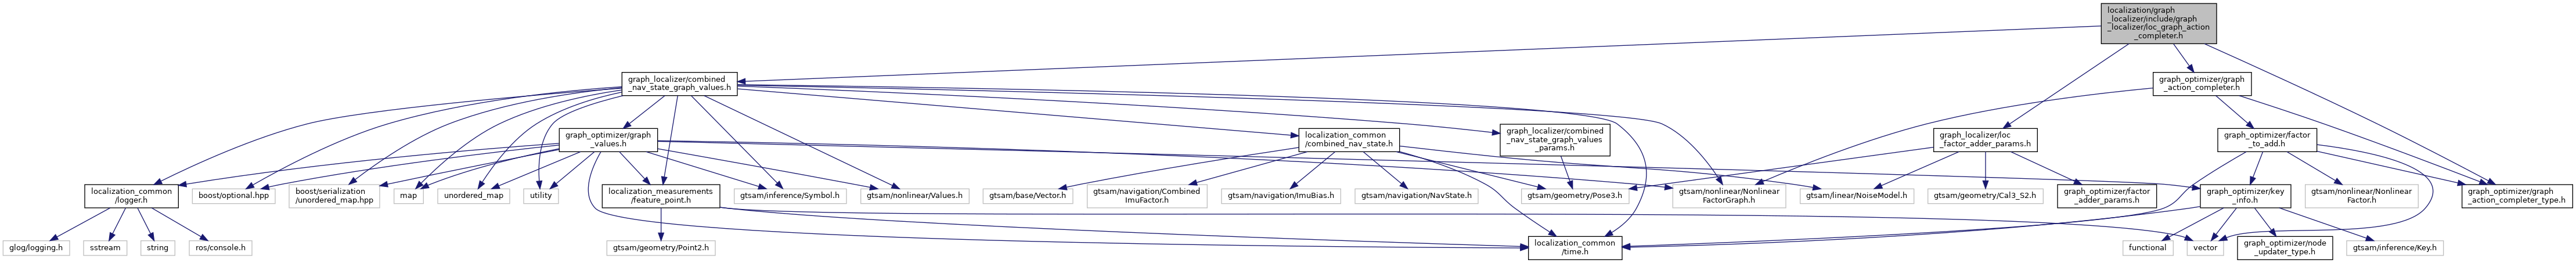 localization/graph
_localizer/include/graph
_localizer/loc_graph_action
_completer.h
graph_localizer/combined
_nav_state_graph_values.h
graph_optimizer/graph
_action_completer.h
graph_optimizer/graph
_values.h
localization_common
/combined_nav_state.h
graph_localizer/combined
_nav_state_graph_values
_params.h
graph_localizer/loc
_factor_adder_params.h
graph_optimizer/factor
_to_add.h
localization_common
/logger.h
boost/optional.hpp
boost/serialization
/unordered_map.hpp
map
unordered_map
utility
localization_measurements
/feature_point.h
gtsam/inference/Symbol.h
gtsam/nonlinear/Values.h
gtsam/base/Vector.h
gtsam/navigation/Combined
ImuFactor.h
gtsam/navigation/ImuBias.h
gtsam/navigation/NavState.h
gtsam/geometry/Pose3.h
gtsam/nonlinear/Nonlinear
FactorGraph.h
gtsam/linear/NoiseModel.h
gtsam/geometry/Cal3_S2.h
graph_optimizer/factor
_adder_params.h
graph_optimizer/key
_info.h
gtsam/nonlinear/Nonlinear
Factor.h
graph_optimizer/graph
_action_completer_type.h
glog/logging.h
sstream
string
ros/console.h
gtsam/geometry/Point2.h
localization_common
/time.h
functional
vector
graph_optimizer/node
_updater_type.h
gtsam/inference/Key.h